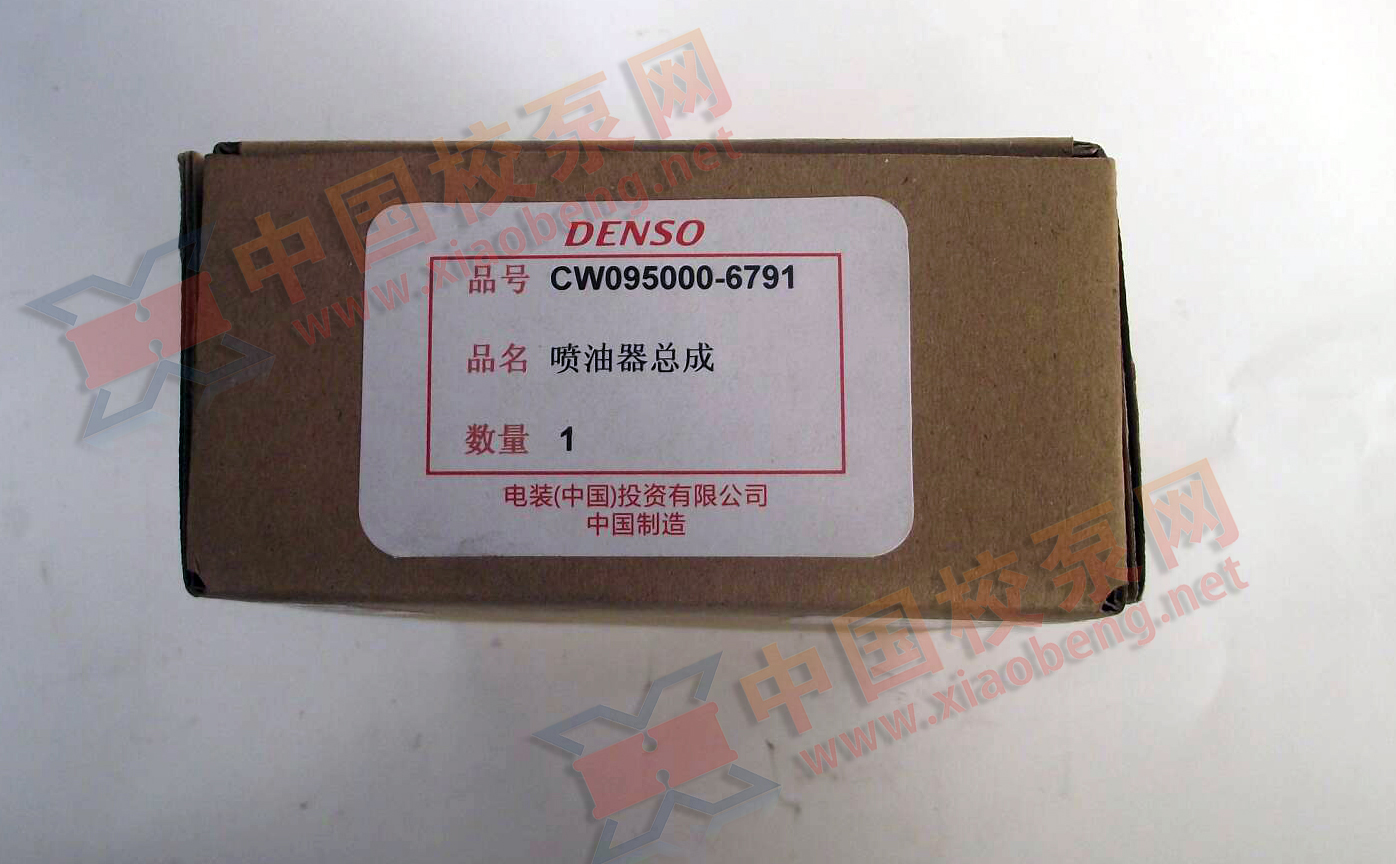 中国校泵网
www.xiaobeng.net
DENSO
品号 CW095000-6791
品名 喷油器总成
数量 1
电装(中国)投资有限公司
中国制造
中国校泵网
www.xiaobeng.net